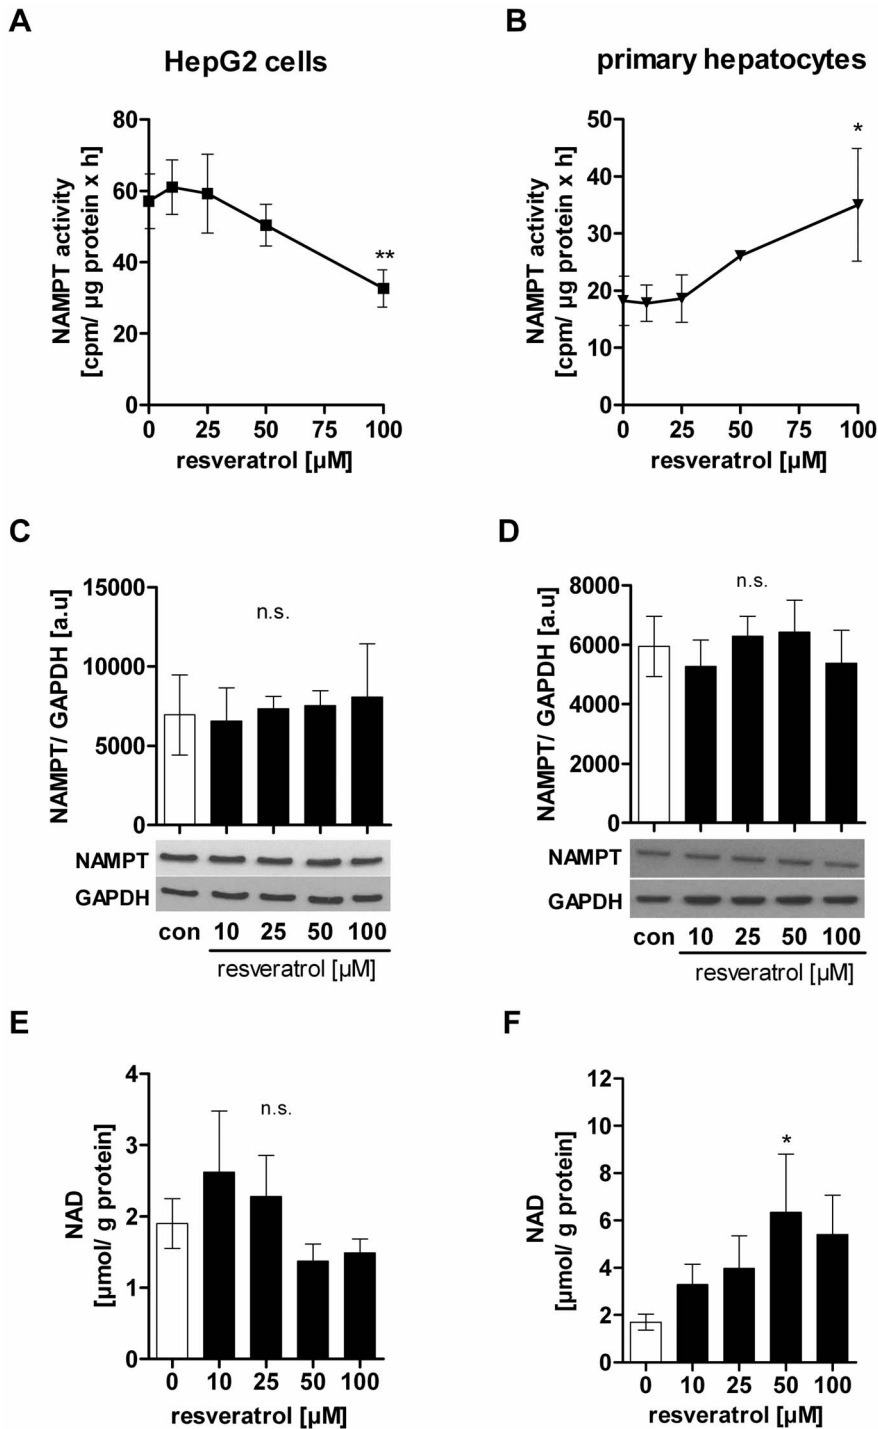 A
HepG2 cells
NAMPT activity
[cpm/ µg protein x h]
80
60
40
20
0
**
0 25 50 75 100
resveratrol [µM]
B
primary hepatocytes
NAMPT activity
[cpm/ µg protein x h]
50
40
30
20
10
0
*
0 25 50 75 100
resveratrol [µM]
C
NAMPT/ GAPDH [a.u]
15000
10000
5000
0
n.s.
NAMPT
GAPDH
con 10 25 50 100
resveratrol [µM]
D
NAMPT/ GAPDH [a.u]
8000
6000
4000
2000
0
n.s.
NAMPT
GAPDH
con 10 25 50 100
resveratrol [µM]
E
NAD
[µmol/ g protein]
4
3
2
1
0
n.s.
0 10 25 50 100
resveratrol [µM]
F
NAD
[µmol/ g protein]
12
10
8
6
4
2
0
*
0 10 25 50 100
resveratrol [µM]